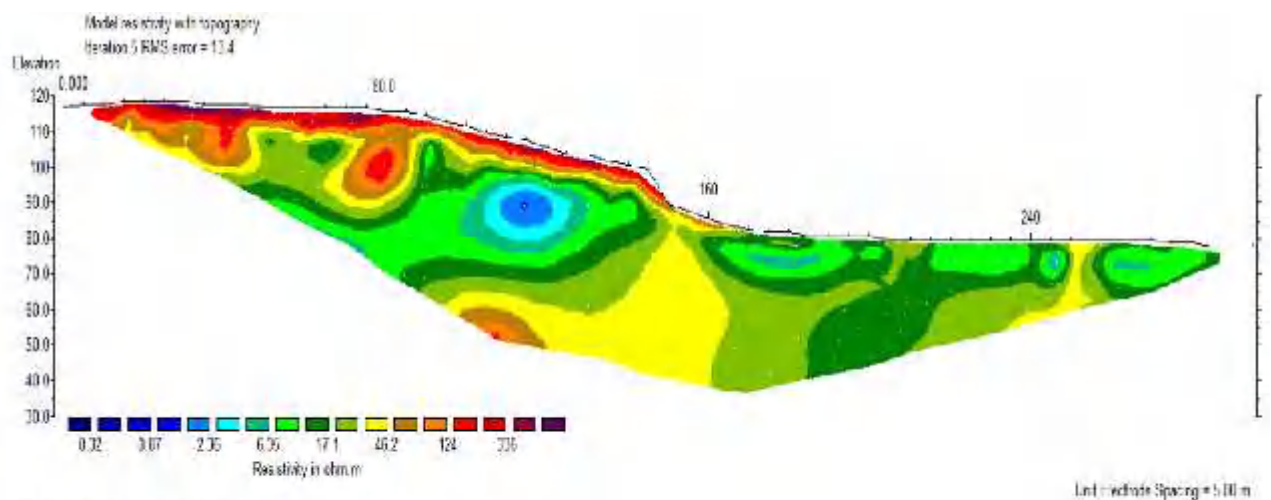 Model resistivity with topography
Iteration 5 RMS error = 13.4
Elevation
0.000
80.0
120
110
100
160
90.0
240
80.0
70.0
60.0
50.0
40.0
30.0
0.32 0.87 2.35 6.35 17.1 46.2 124 336
Resistivity in ohm.m
Unit Electrode Spacing = 5.00 m